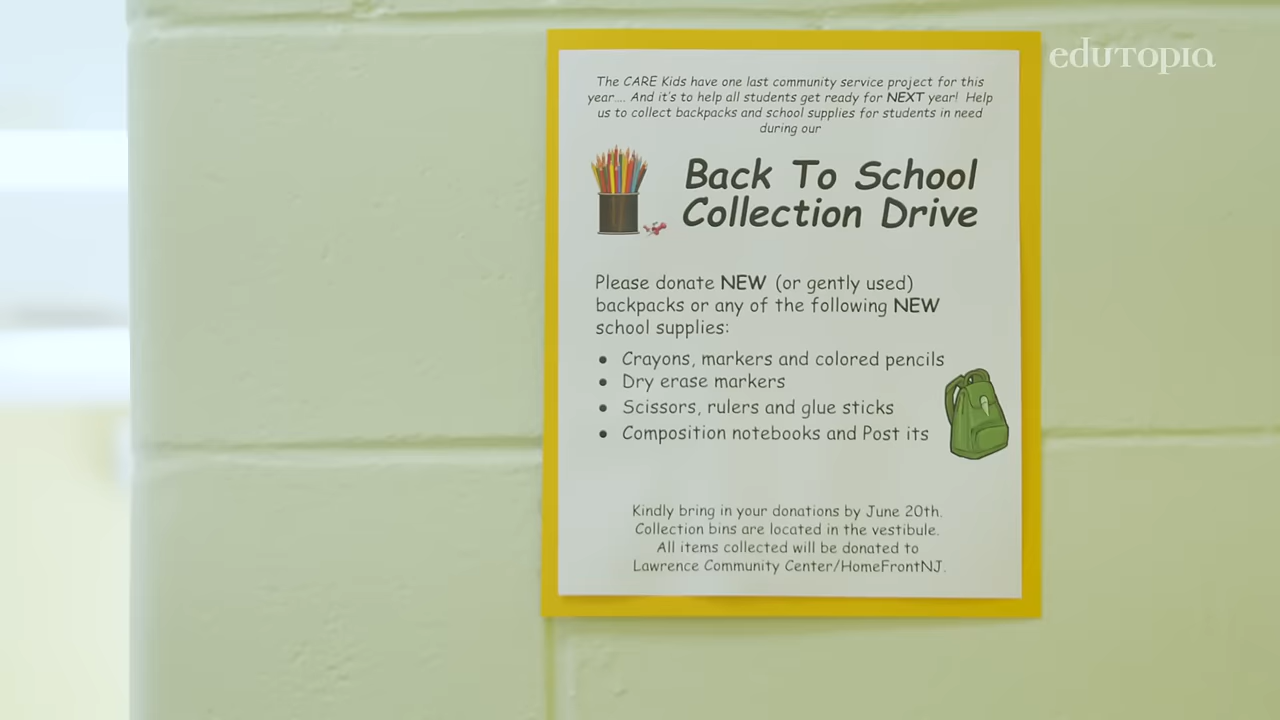 edutopia
The CARE Kids have one last community service project for this
year.... And it's to help all students get ready for NEXT year! Help
us to collect backpacks and school supplies for students in need
during our
Back To School
Collection Drive
Please donate NEW (or gently used)
backpacks or any of the following NEW
school supplies:
• Crayons, markers and colored pencils
• Dry erase markers
• Scissors, rulers and glue sticks
• Composition notebooks and Post its
Kindly bring in your donations by June 20th.
Collection bins are located in the vestibule.
All items collected will be donated to
Lawrence Community Center/HomeFrontNJ.